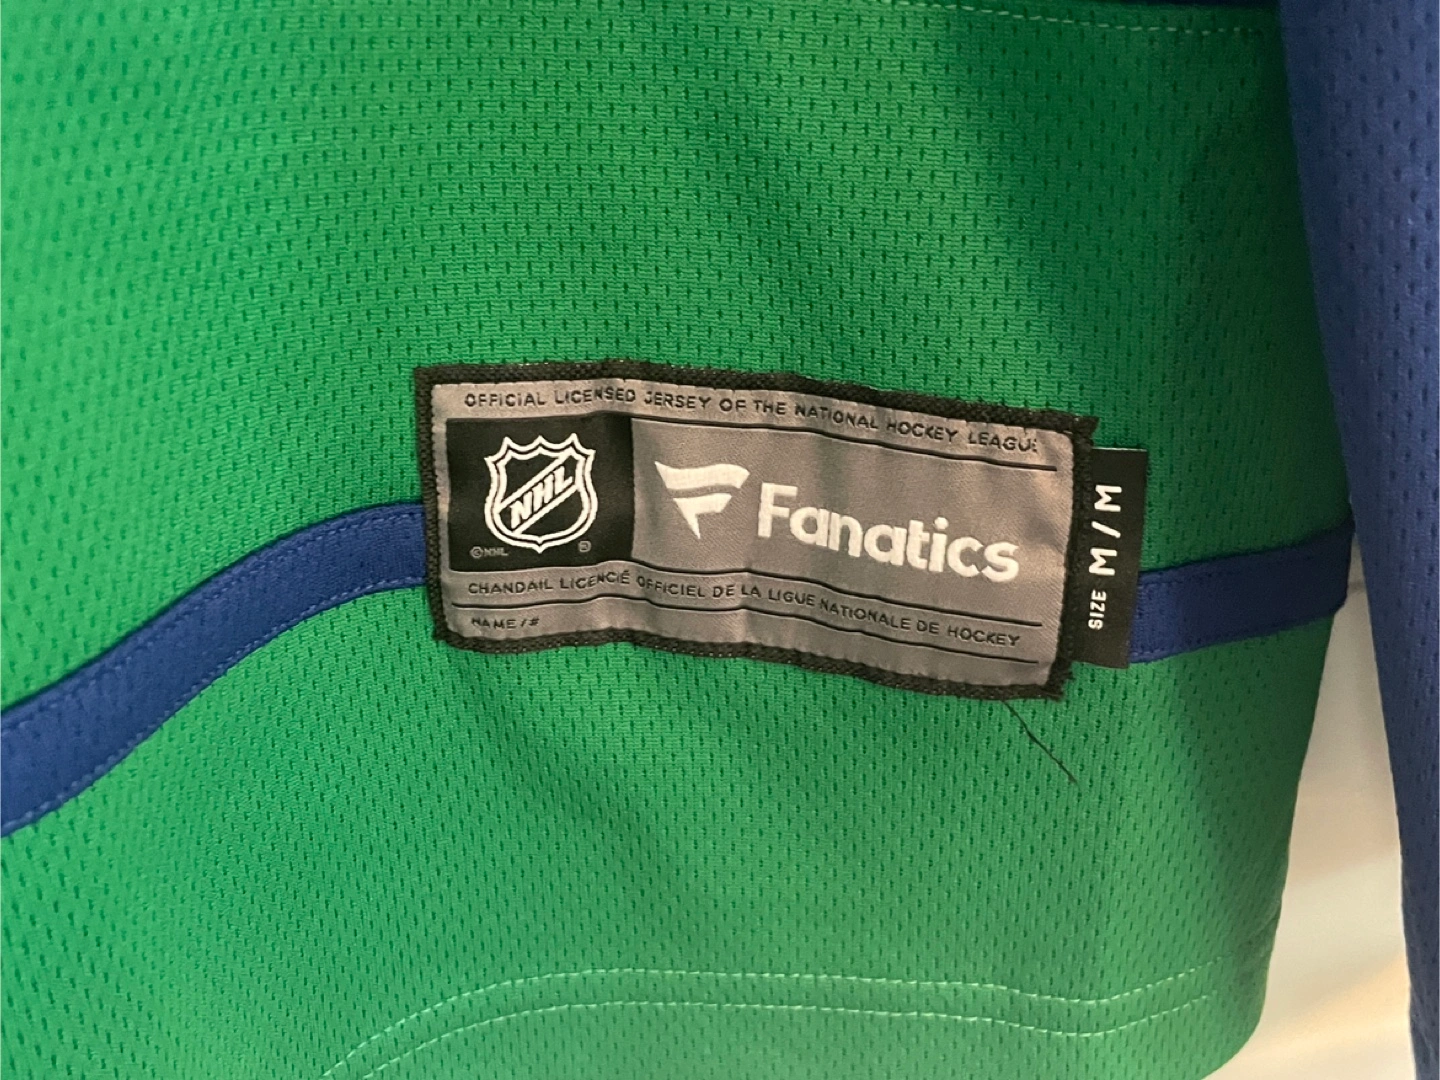 OFFICIAL LICENSED JERSEY OF THE NATIONAL HOCKEY LEAGUE
NHL
©NHL
®
Fanatics
CHANDAIL LICENCIÉ OFFICIEL DE LA LIGUE NATIONALE DE HOCKEY
NAME/#
SIZE M/M